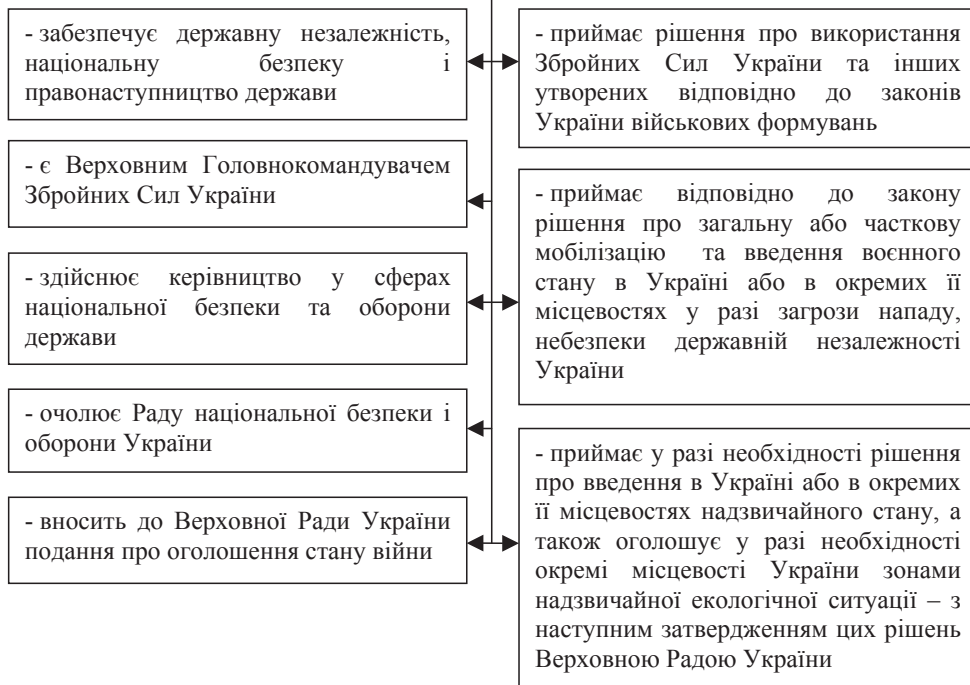 - забезпечує державну незалежність,
національну безпеку і
правонаступництво держави
- є Верховним Головнокомандувачем
Збройних Сил України
- здійснює керівництво у сферах
національної безпеки та оборони
держави
- очолює Раду національної безпеки і
оборони України
- вносить до Верховної Ради України
подання про оголошення стану війни
- приймає рішення про використання
Збройних Сил України та інших
утворених відповідно до законів
України військових формувань
- приймає відповідно до закону
рішення про загальну або часткову
мобілізацію та введення воєнного
стану в Україні або в окремих її
місцевостях у разі загрози нападу,
небезпеки державній незалежності
України
- приймає у разі необхідності рішення
про введення в Україні або в окремих
її місцевостях надзвичайного стану, а
також оголошує у разі необхідності
окремі місцевості України зонами
надзвичайної екологічної ситуації – з
наступним затвердженням цих рішень
Верховною Радою України